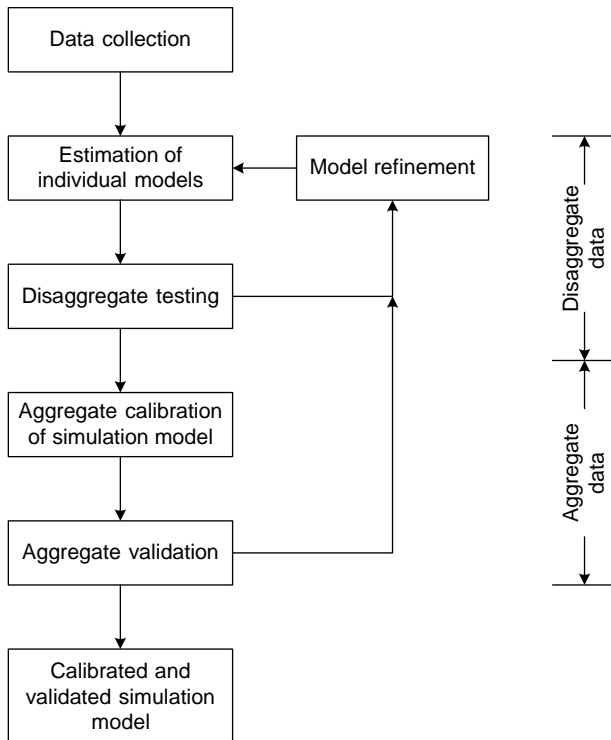 Data collection
Estimation of
individual models
Model refinement
Disaggregate testing
Aggregate calibration
of simulation model
Aggregate validation
Calibrated and
validated simulation
model
Disaggregate
data
Aggregate
data